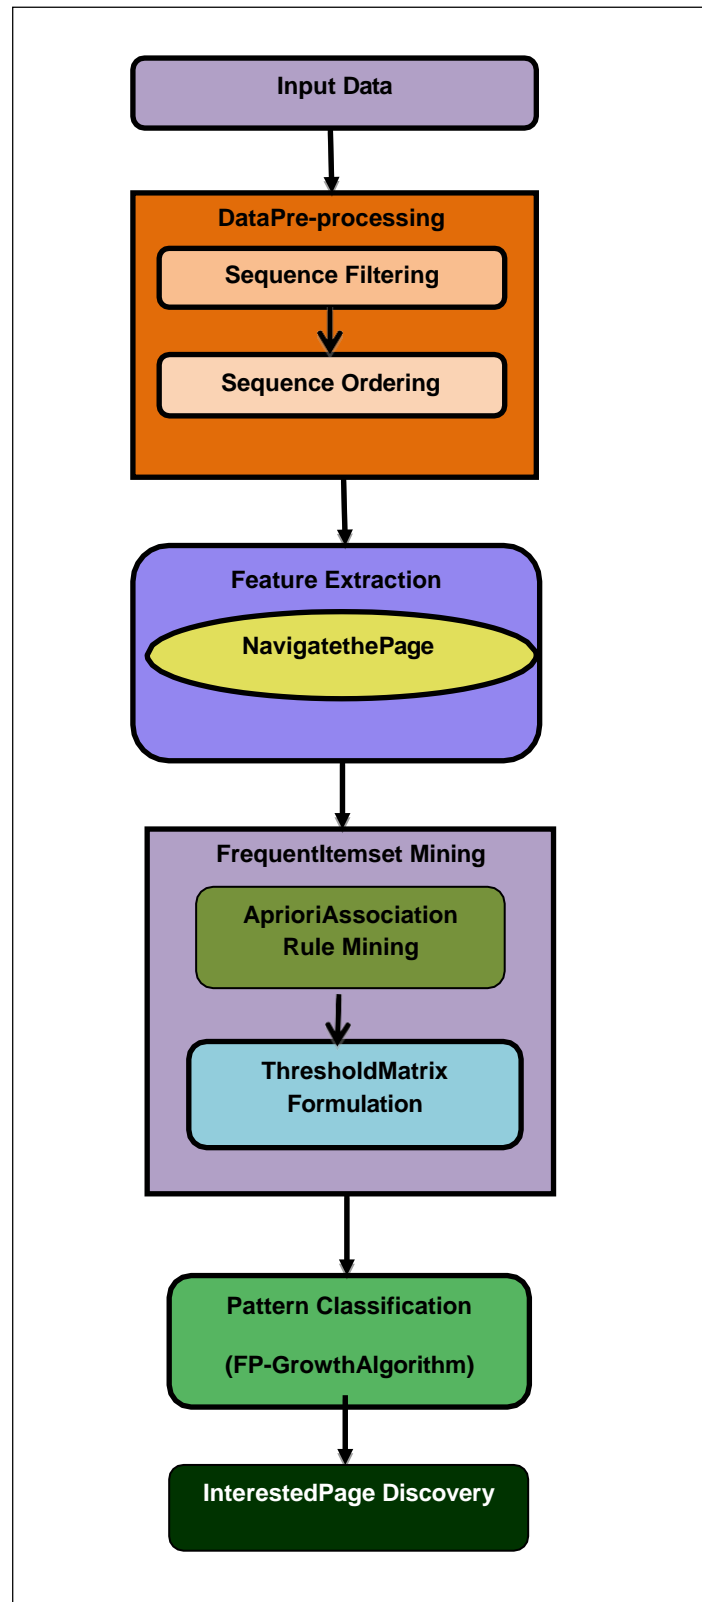 Input Data
DataPre-processing
Sequence Filtering
Sequence Ordering
Feature Extraction
NavigatethePage
FrequentItemset Mining
AprioriAssociation
Rule Mining
ThresholdMatrix
Formulation
Pattern Classification
(FP-GrowthAlgorithm)
InterestedPage Discovery